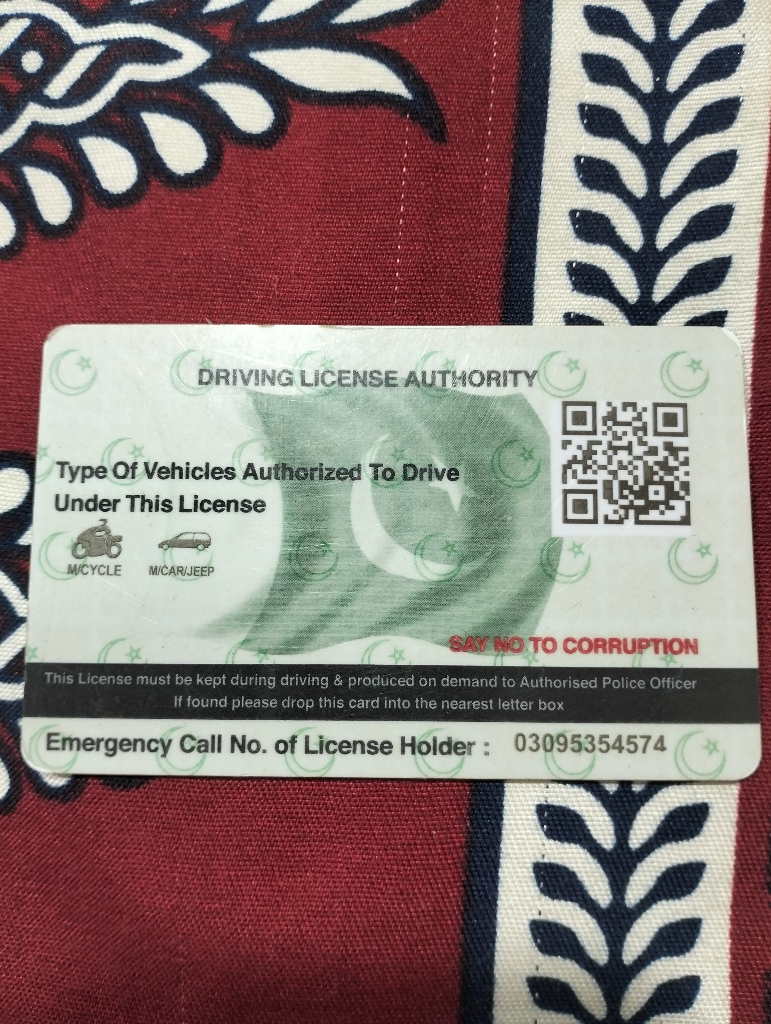 DRIVING LICENSE AUTHORITY
Type Of Vehicles Authorized To Drive
Under This License
M/CYCLE M/CAR/JEEP
SAY NO TO CORRUPTION
This License must be kept during driving & produced on demand to Authorised Police Officer
If found please drop this card into the nearest letter box
Emergency Call No. of License Holder : 03095354574